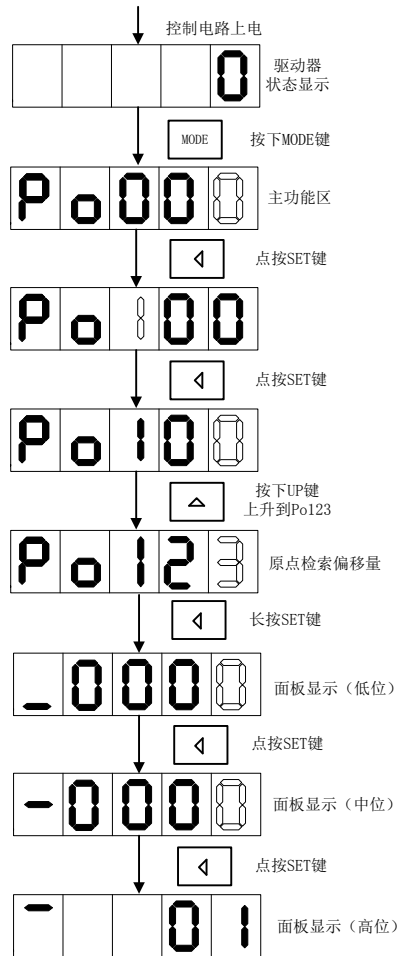 控制电路上电
0
驱动器
状态显示
MODE
按下MODE键
Po000
主功能区
点按SET键
Po100
点按SET键
Po100
按下UP键
上升到Po123
Po123
原点检索偏移量
长按SET键
_0000
面板显示（低位）
点按SET键
-0000
面板显示（中位）
点按SET键
‾ 01
面板显示（高位）